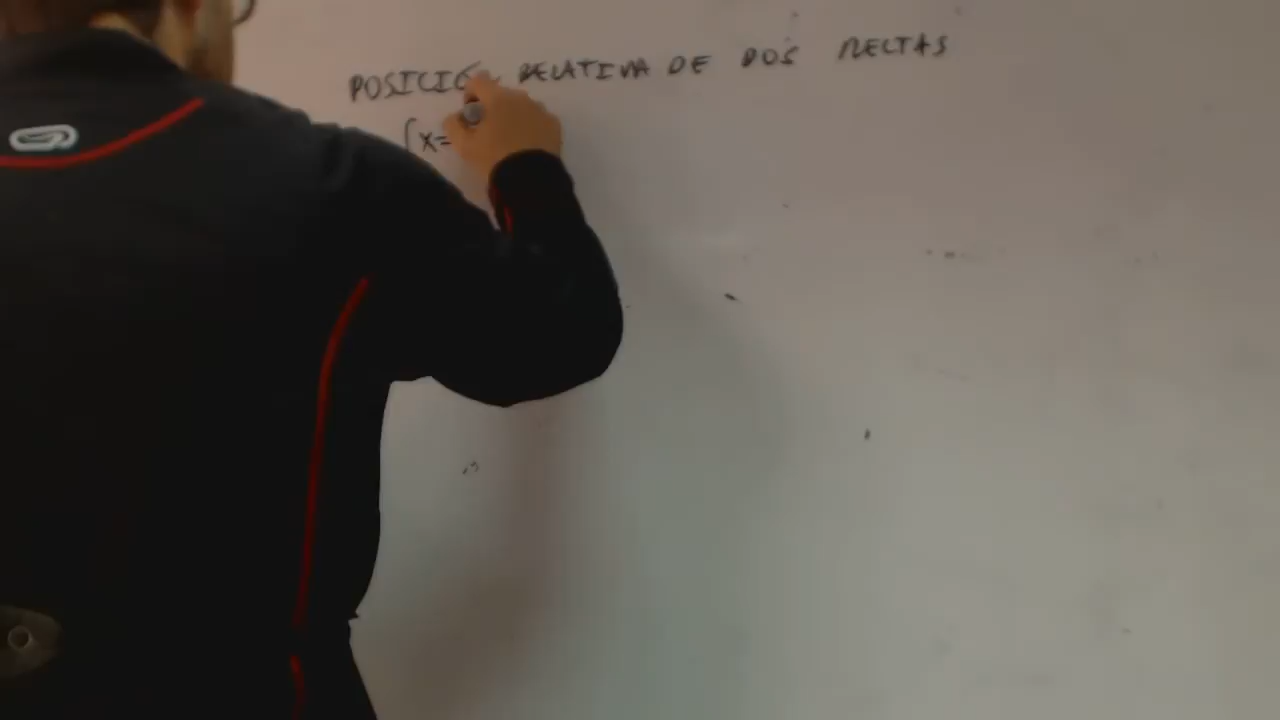 POSICIÓN RELATIVA DE DOS RECTAS
{x=